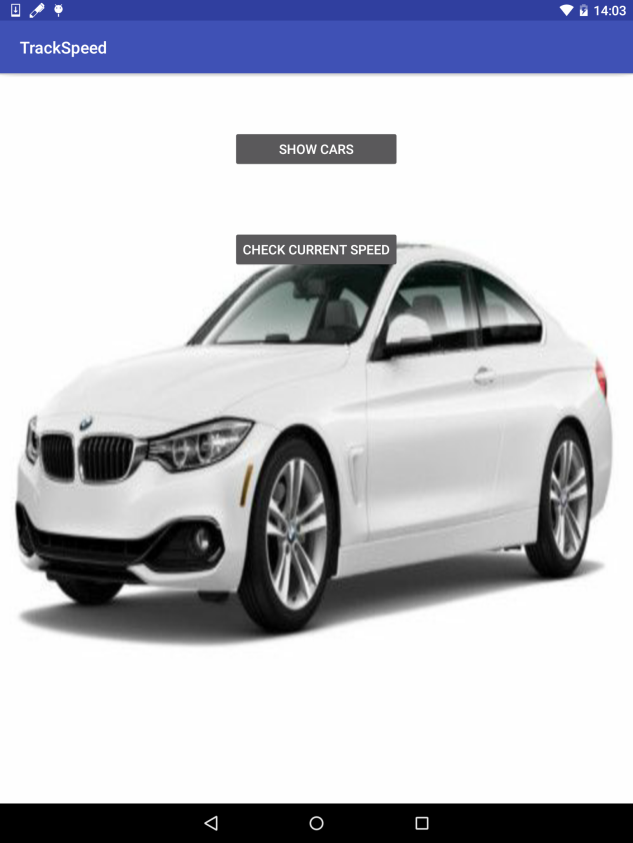 14:03
TrackSpeed
SHOW CARS
CHECK CURRENT SPEED